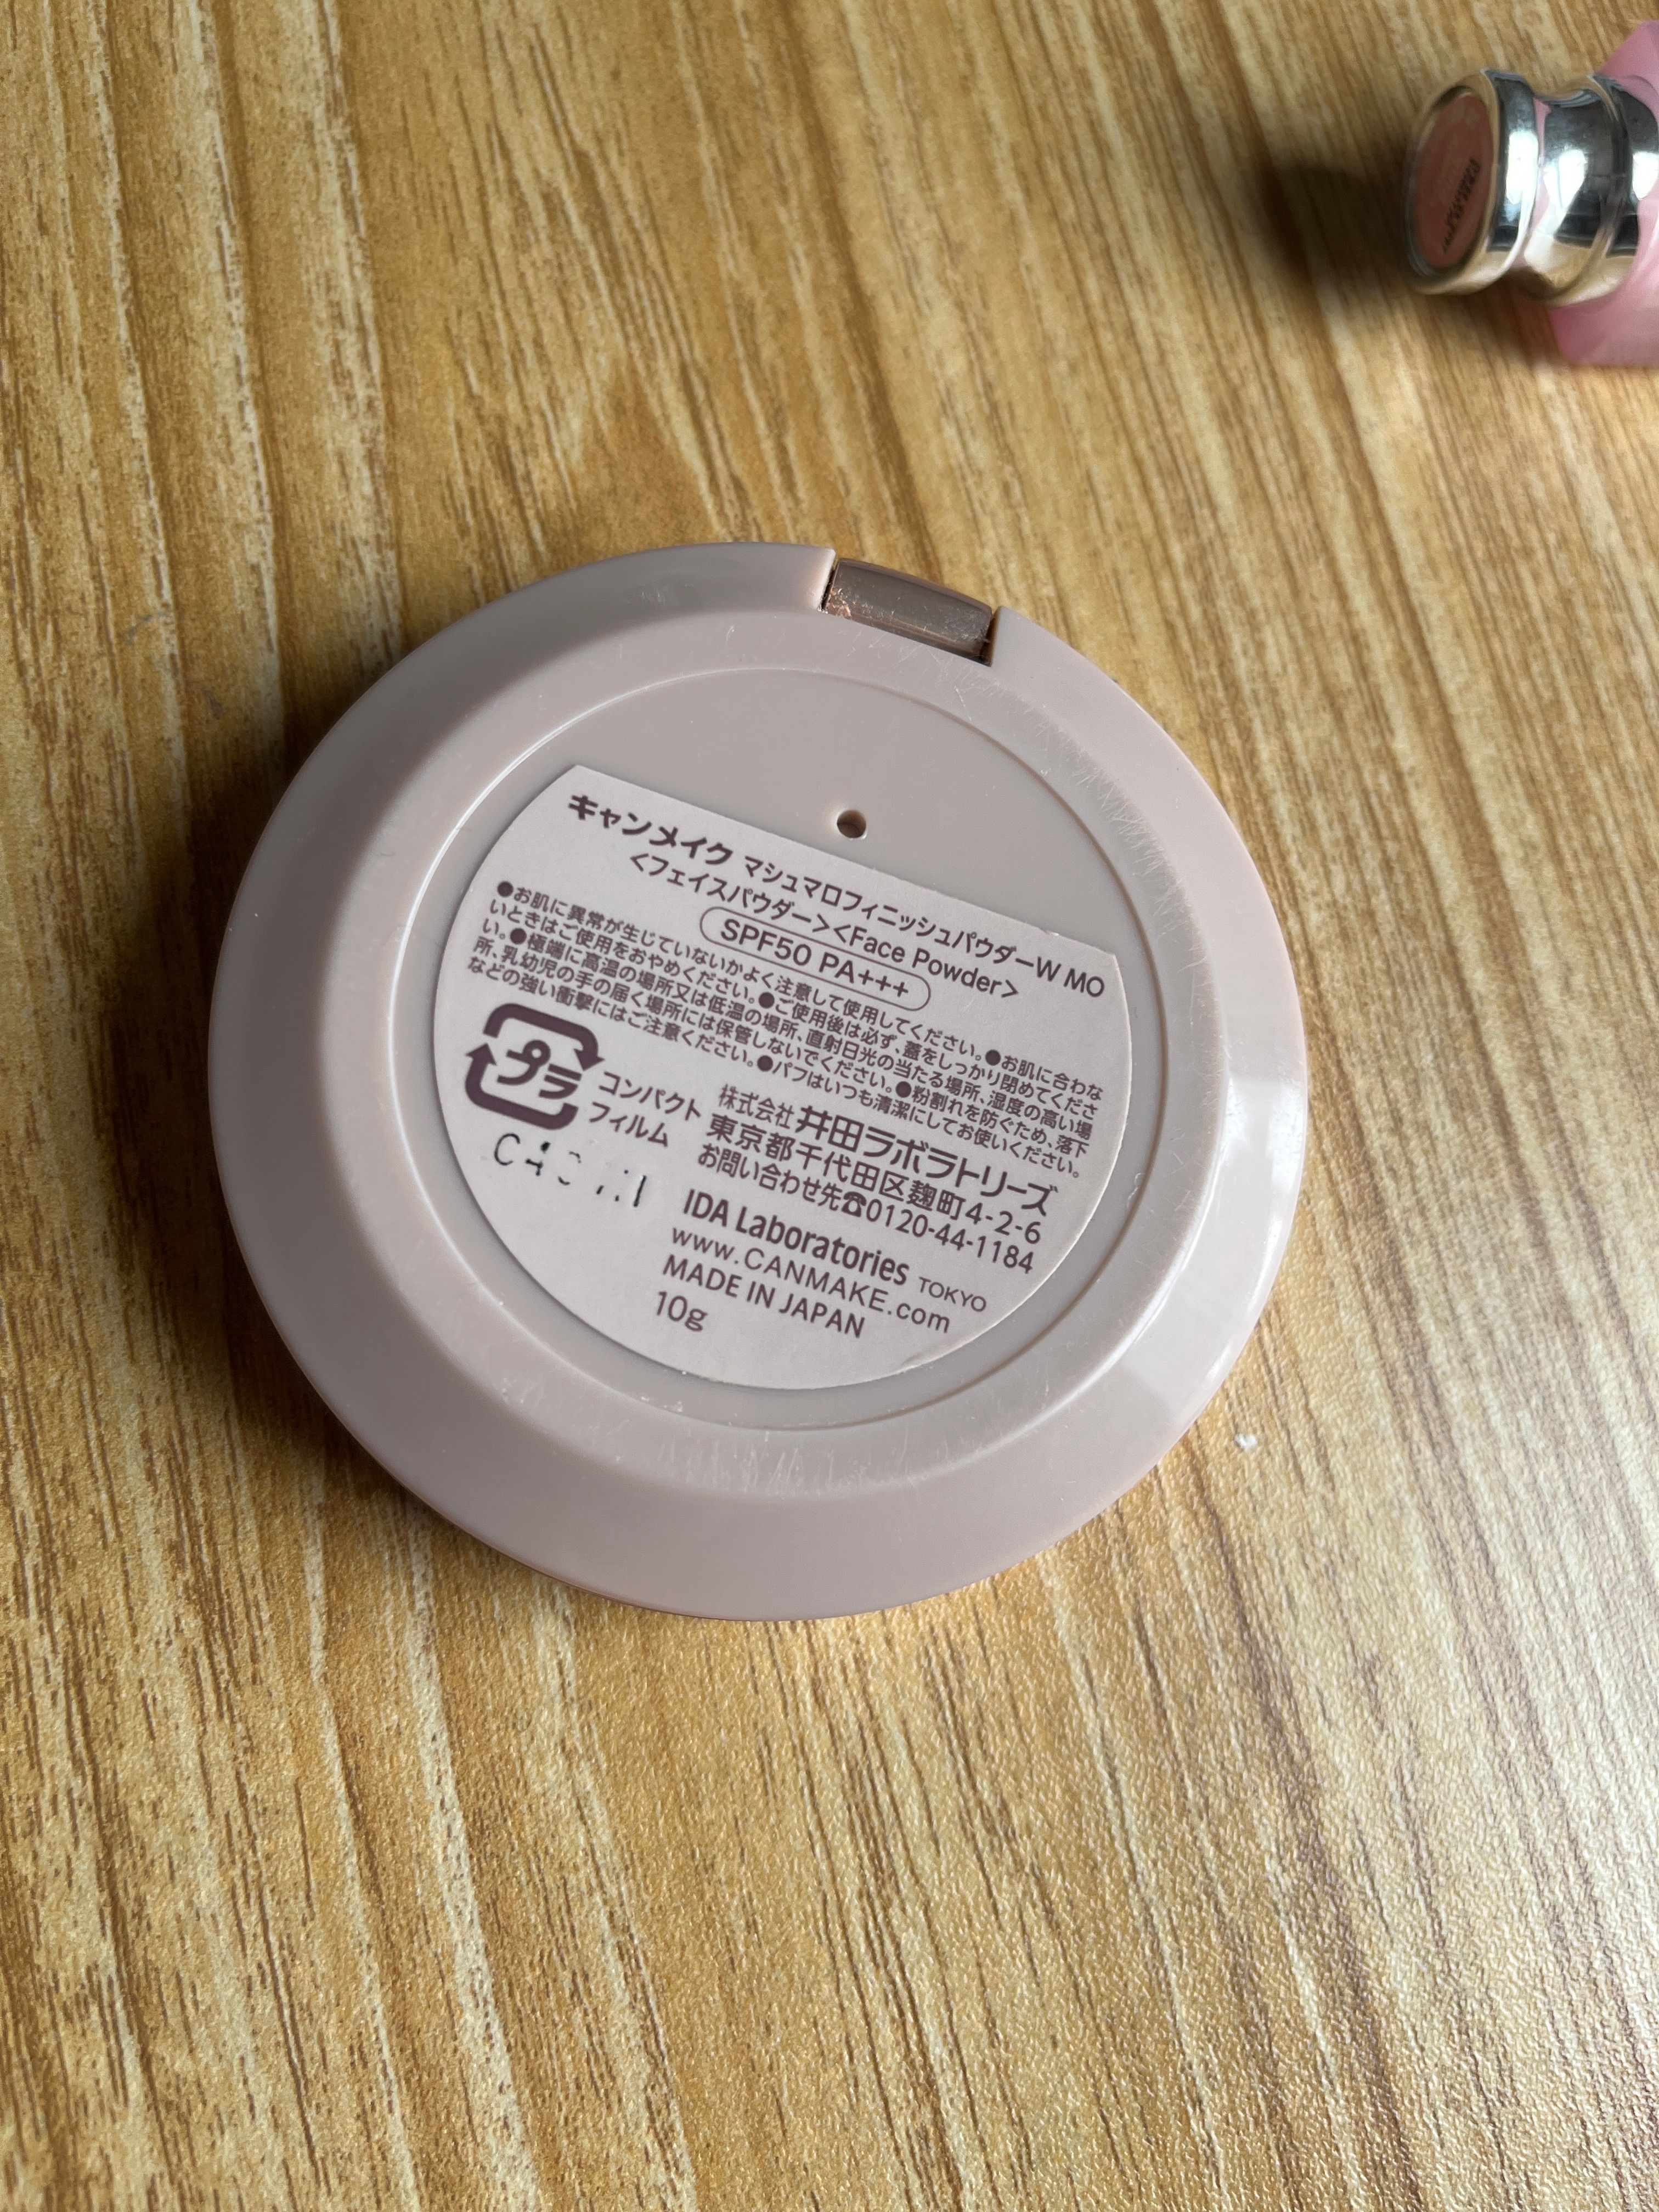 キャンメイク マシュマロフィニッシュパウダーW MO
<フェイスパウダー><Face Powder>
SPF50 PA+++
●お肌に異常が生じていないかよく注意して使用してください。●お肌に合わな
いときはご使用をおやめください。●ご使用後は必ず、蓋をしっかり閉めてくださ
い。●極端に高温の場所又は低温の場所、直射日光の当たる場所、湿度の高い場
所、乳幼児の手の届く場所には保管しないでください。●粉割れを防ぐため、落下
などの強い衝撃にはご注意ください。●パフはいつも清潔にしてお使いください。
プラ
コンパクト
フィルム
株式会社 井田ラボラトリーズ
東京都千代田区麹町4-2-6
お問い合わせ先☎0120-44-1184
IDA Laboratories TOKYO
www.CANMAKE.com
MADE IN JAPAN
10g